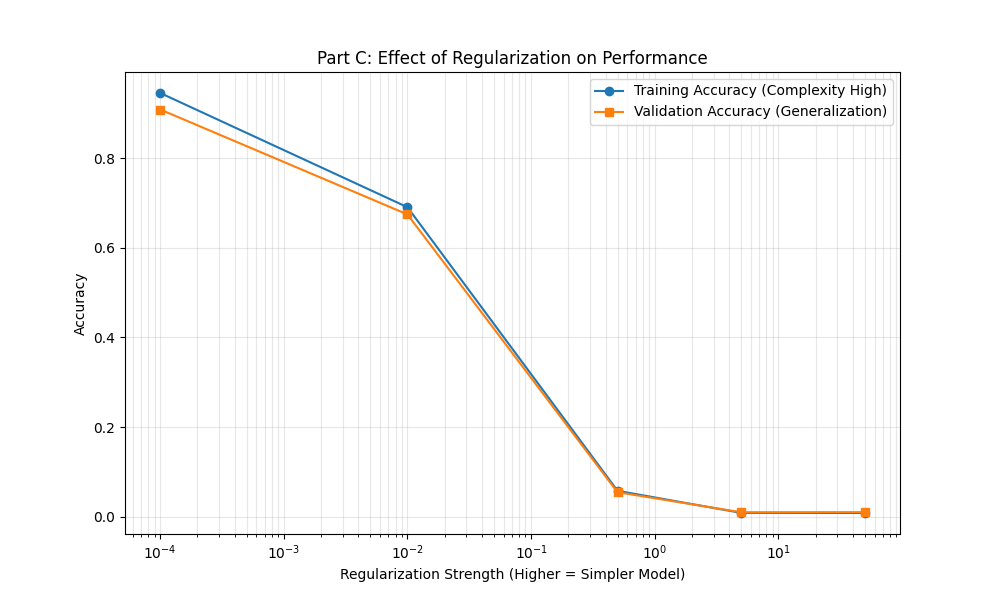 Part C: Effect of Regularization on Performance
Training Accuracy (Complexity High)
Validation Accuracy (Generalization)
Accuracy
0.8
0.6
0.4
0.2
0.0
10⁻⁴
10⁻³
10⁻²
10⁻¹
10⁰
10¹
Regularization Strength (Higher = Simpler Model)